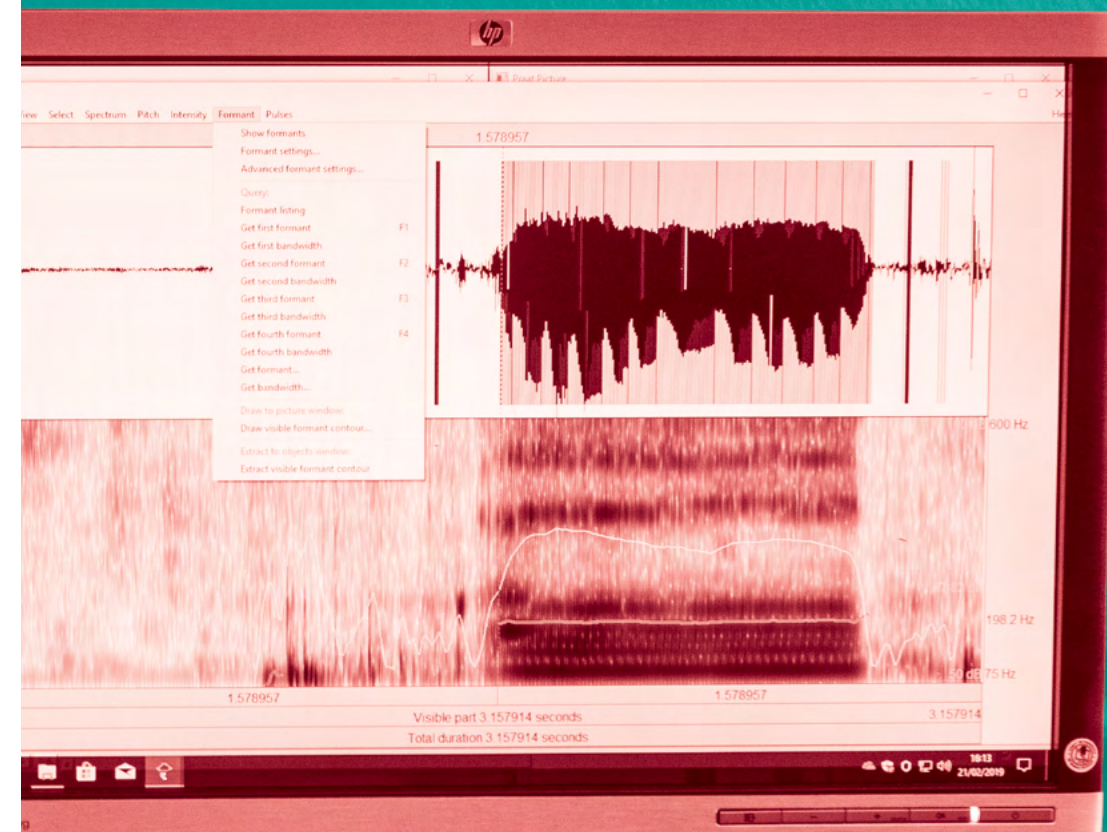 hp
Praat Picture
View Select Spectrum Pitch Intensity Formant Pulses
1.578957
Show formants
Formant settings...
Advanced formant settings...
Query:
Formant listing
Get first formant F1
Get first bandwidth
Get second formant F2
Get second bandwidth
Get third formant F3
Get third bandwidth
Get fourth formant F4
Get fourth bandwidth
Get formant...
Get bandwidth...
Draw to picture window:
Draw visible formant contour...
Extract to objects window:
Extract visible formant contour
600 Hz
198.2 Hz
75 Hz
1.578957 1.578957
Visible part 3.157914 seconds 3.157914
Total duration 3.157914 seconds
16:13
21/02/2019